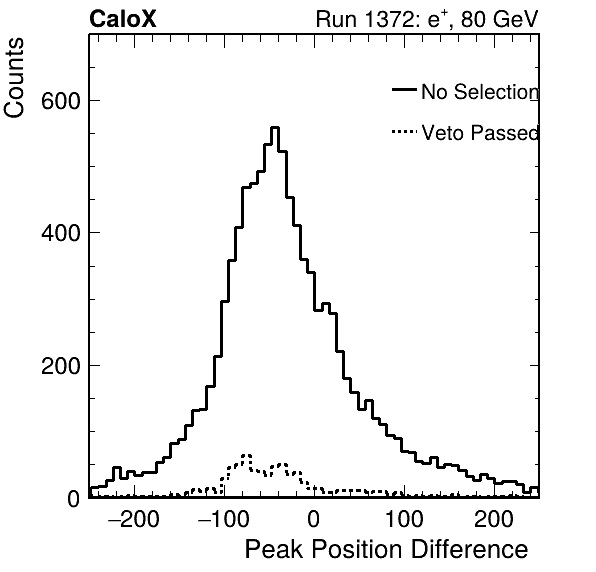 CaloX Run 1372: e⁺, 80 GeV
Counts
No Selection
Veto Passed
600
400
200
0
−200 −100 0 100 200
Peak Position Difference